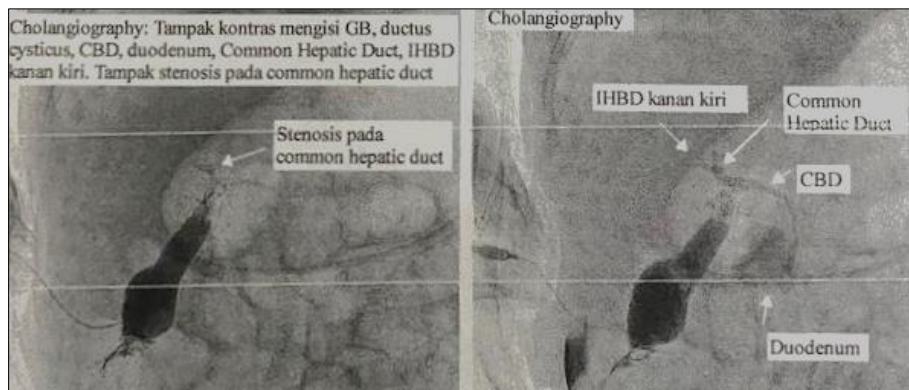 Cholangiography: Tampak kontras mengisi GB, ductus
cysticus, CBD, duodenum, Common Hepatic Duct, IHBD
kanan kiri. Tampak stenosis pada common hepatic duct
Stenosis pada
common hepatic duct
Cholangiography
IHBD kanan kiri
Common
Hepatic Duct
CBD
Duodenum